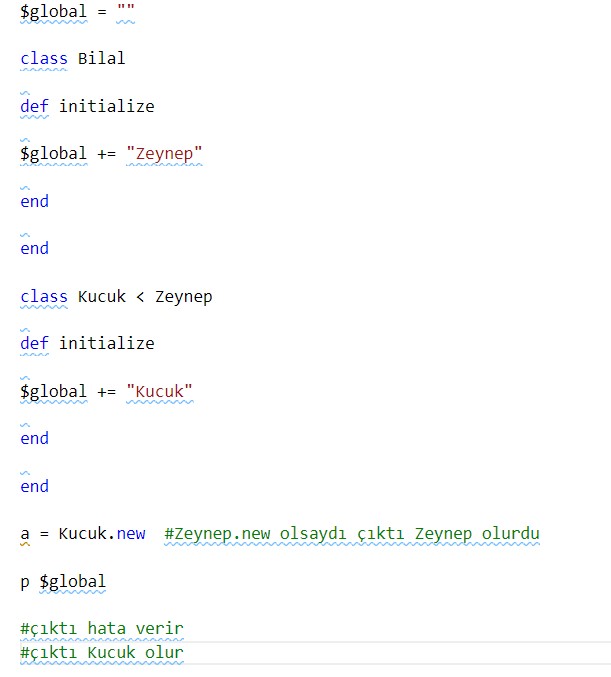 $global = ""
class Bilal
def initialize
$global += "Zeynep"
end
end
class Kucuk < Zeynep
def initialize
$global += "Kucuk"
end
end
a = Kucuk.new  #Zeynep.new olsaydı çıktı Zeynep olurdu
p $global
#çıktı hata verir
#çıktı Kucuk olur